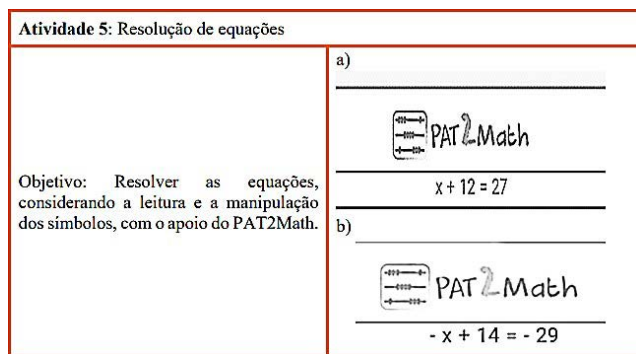 Atividade 5: Resolução de equações
Objetivo: Resolver as equações,
considerando a leitura e a manipulação
dos símbolos, com o apoio do PAT2Math.
a)
PAT2Math
x + 12 = 27
b)
PAT2Math
- x + 14 = - 29